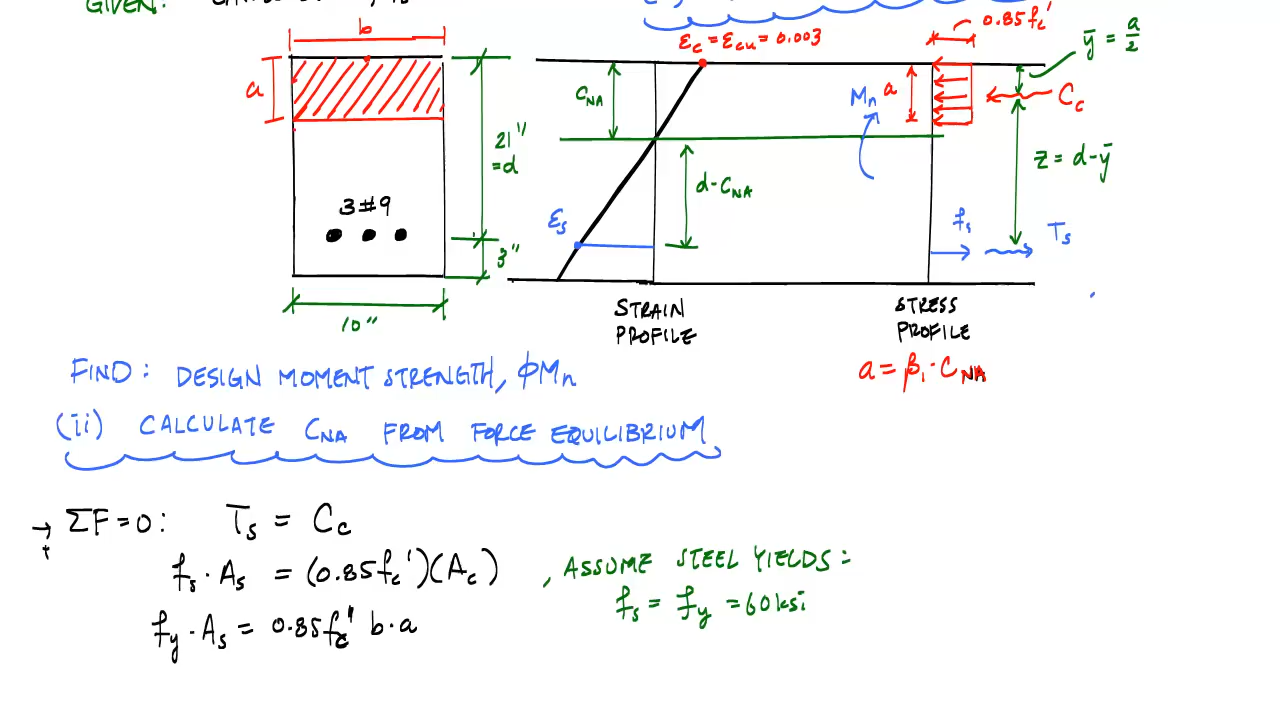 GIVEN:
b
a
21"
=d
3#9
3"
10"
εc = εcu = 0.003
CNA
d-CNA
εs
STRAIN
PROFILE
0.85fc'
ȳ = a/2
Mn
a
Cc
z = d-ȳ
fs
Ts
STRESS
PROFILE
a = β1·CNA
FIND: DESIGN MOMENT STRENGTH, ϕMn
(ii) CALCULATE CNA FROM FORCE EQUILIBRIUM
→+ ΣF=0: Ts = Cc
fs·As = (0.85fc')(Ac) , ASSUME STEEL YIELDS:
fs = fy = 60ksi
fy·As = 0.85fc' b·a